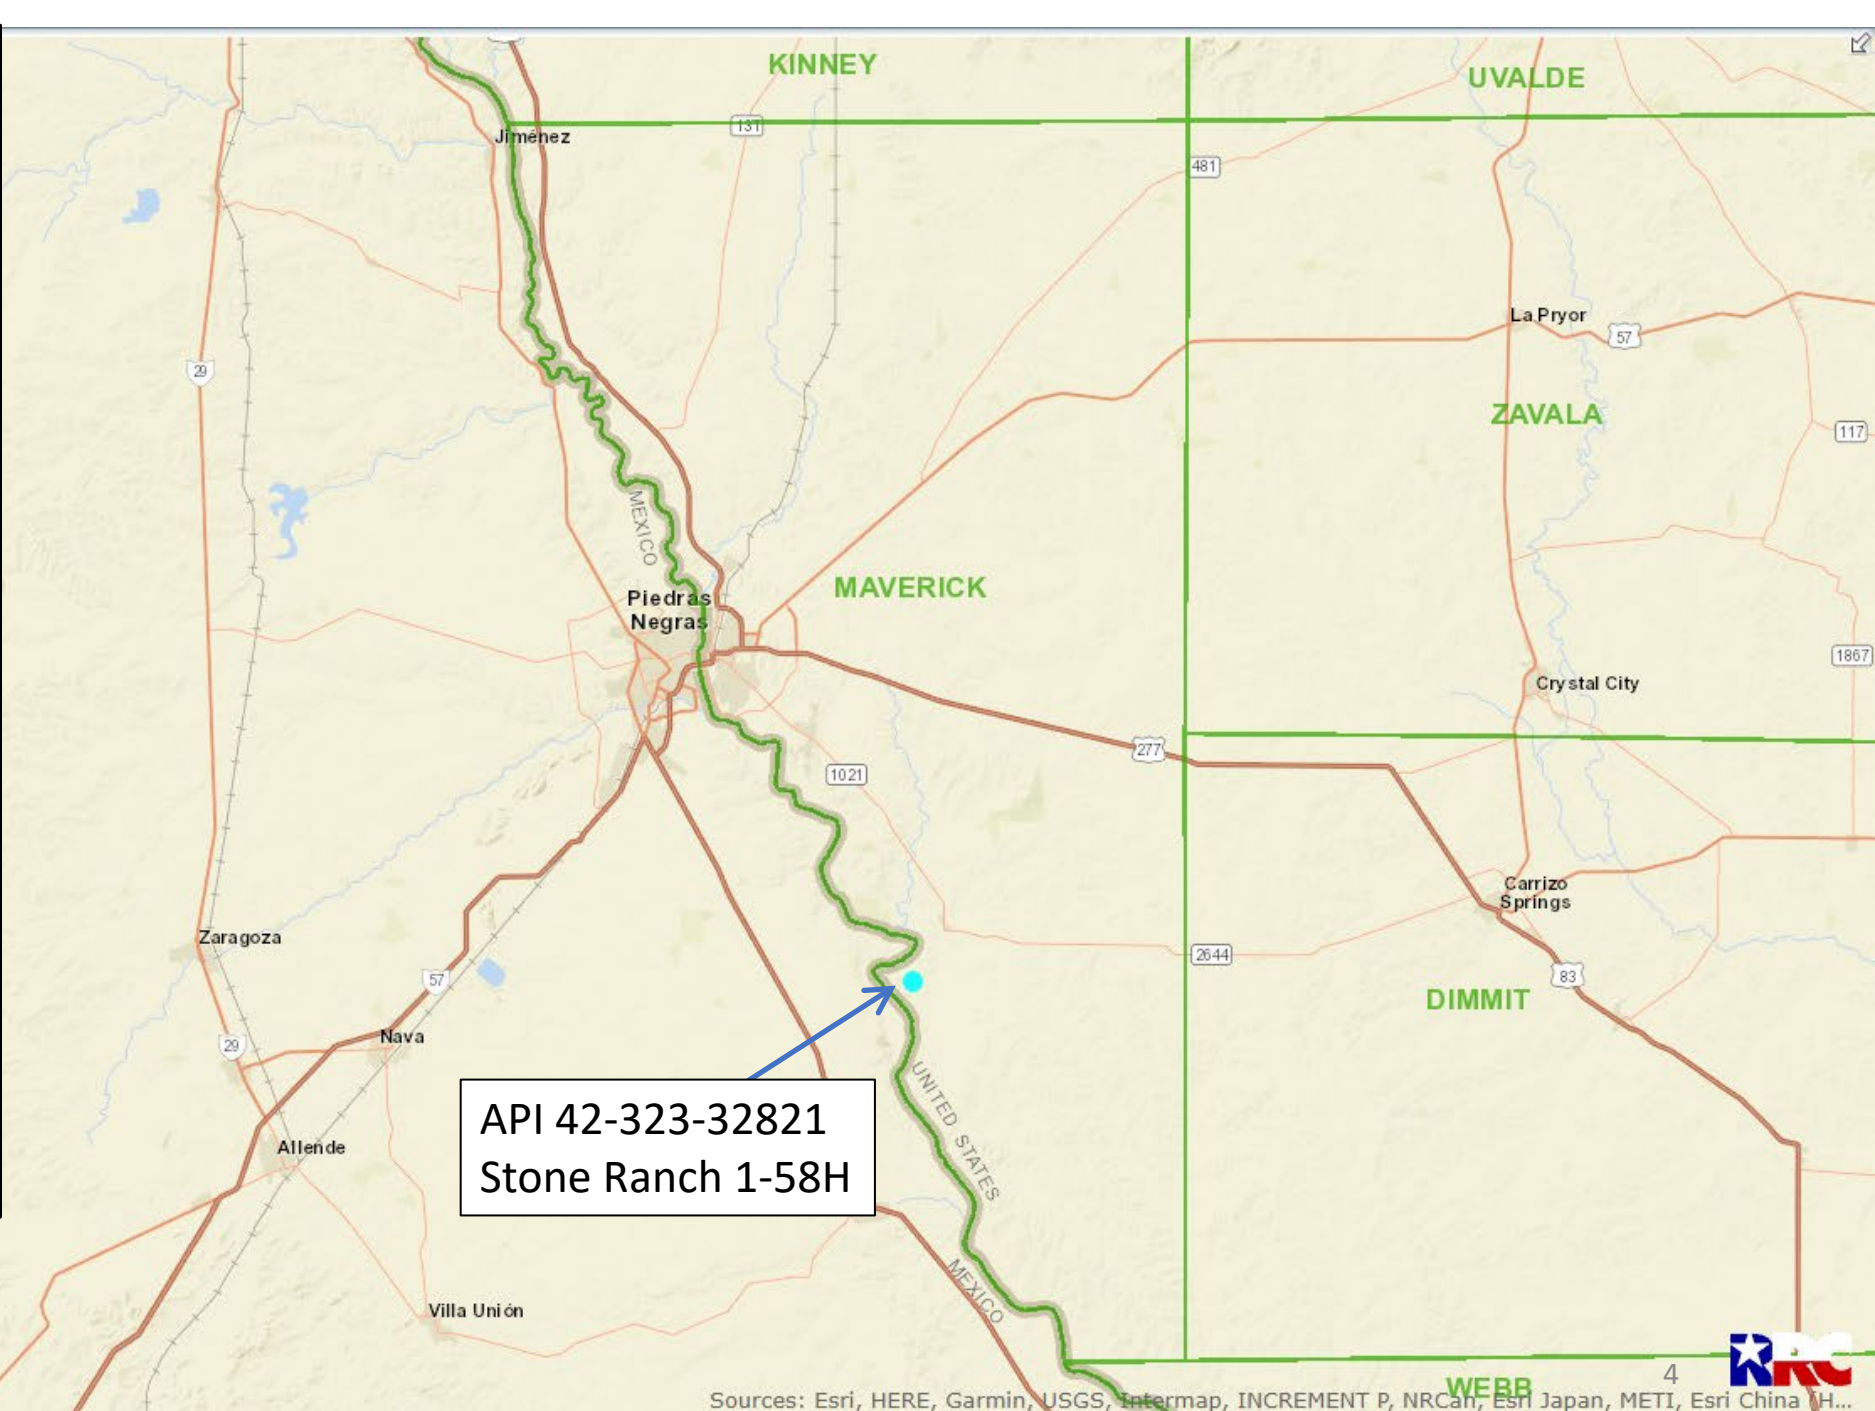 KINNEY
UVALDE
Jiménez
131
481
La Pryor
57
29
ZAVALA
117
MEXICO
Piedras
Negras
MAVERICK
1867
Crystal City
277
1021
Carrizo
Springs
Zaragoza
2644
57
83
DIMMIT
Nava
29
UNITED STATES
API 42-323-32821
Stone Ranch 1-58H
Allende
MEXICO
Villa Unión
RRC
4
WEBB
Sources: Esri, HERE, Garmin, USGS, Intermap, INCREMENT P, NRCan, Esri Japan, METI, Esri China (H...